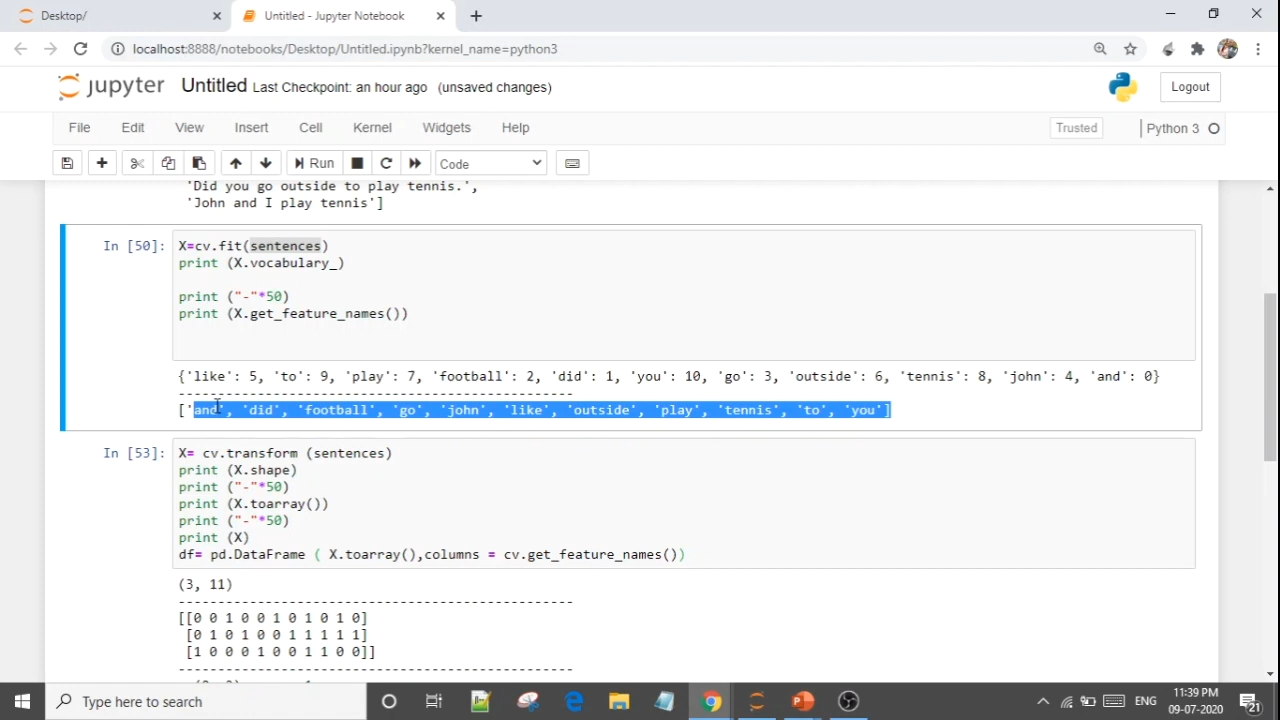 Desktop/
Untitled - Jupyter Notebook
localhost:8888/notebooks/Desktop/Untitled.ipynb?kernel_name=python3
jupyter Untitled Last Checkpoint: an hour ago (unsaved changes)
Logout
File Edit View Insert Cell Kernel Widgets Help
Trusted
Python 3
Run
Code
'Did you go outside to play tennis.',
'John and I play tennis']
In [50]: X=cv.fit(sentences)
print (X.vocabulary_)
print ("-"*50)
print (X.get_feature_names())
{'like': 5, 'to': 9, 'play': 7, 'football': 2, 'did': 1, 'you': 10, 'go': 3, 'outside': 6, 'tennis': 8, 'john': 4, 'and': 0}
--------------------------------------------------
['and', 'did', 'football', 'go', 'john', 'like', 'outside', 'play', 'tennis', 'to', 'you']
In [53]: X= cv.transform (sentences)
print (X.shape)
print ("-"*50)
print (X.toarray())
print ("-"*50)
print (X)
df= pd.DataFrame ( X.toarray(),columns = cv.get_feature_names())
(3, 11)
--------------------------------------------------
[[0 0 1 0 0 1 0 1 0 1 0]
[0 1 0 1 0 0 1 1 1 1 1]
[1 0 0 0 1 0 0 1 1 0 0]]
--------------------------------------------------
Type here to search
ENG
11:39 PM
09-07-2020
21